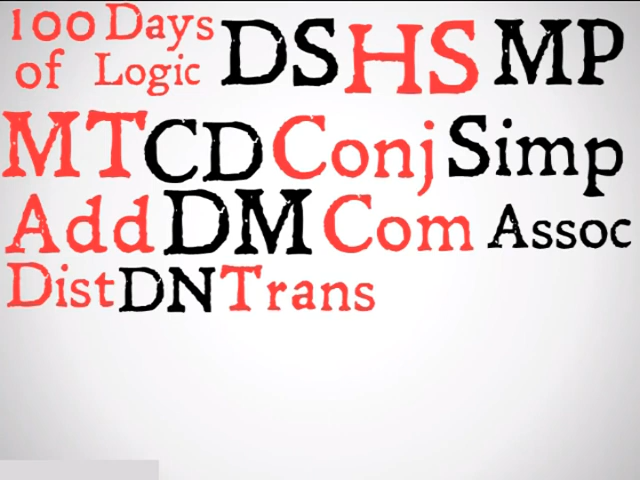 100 Days of Logic DS HS MP
MT CD Conj Simp
Add DM Com Assoc
Dist DN Trans